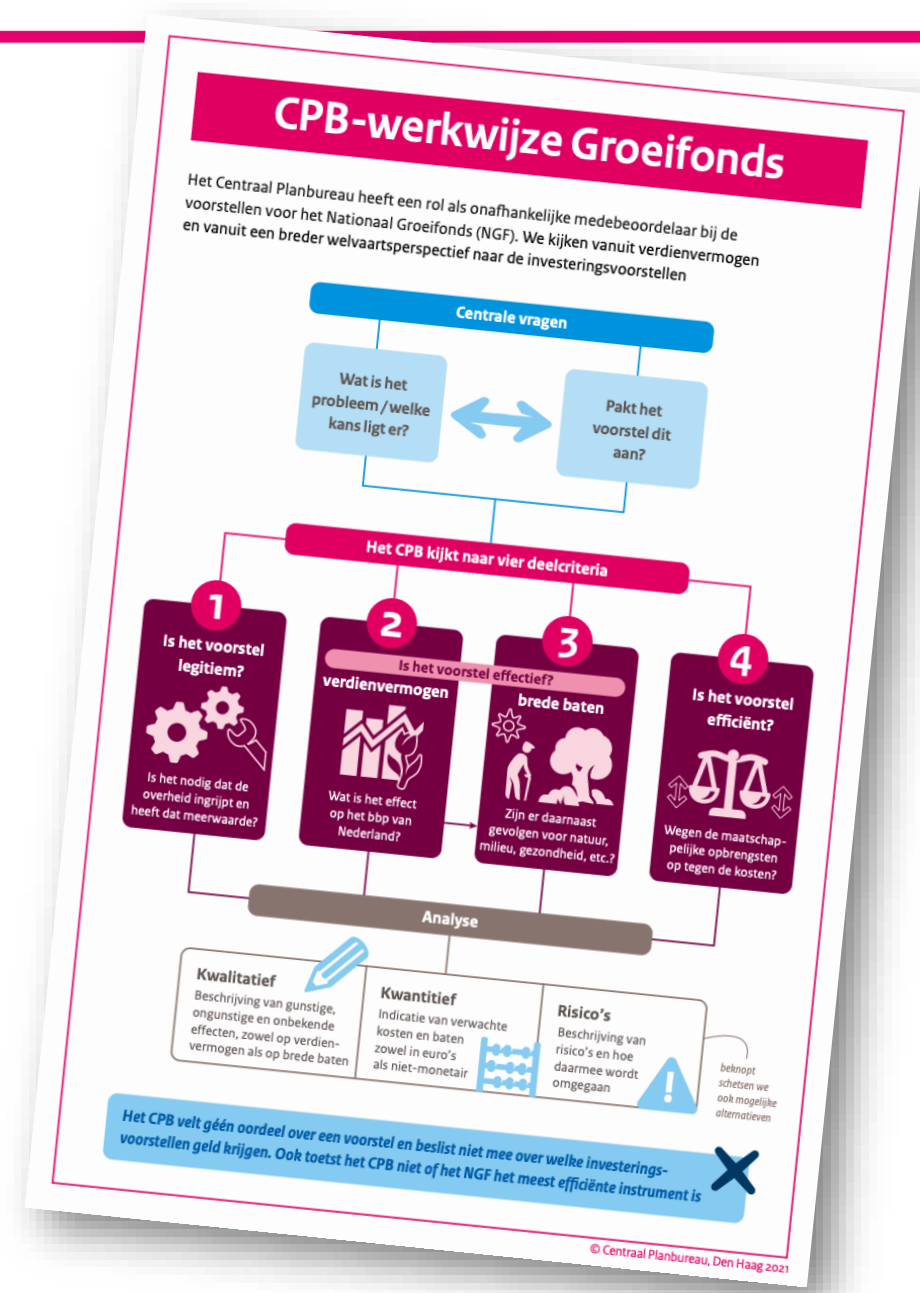 CPB-werkwijze Groeifonds
Het Centraal Planbureau heeft een rol als onafhankelijke medebeoordelaar bij de
voorstellen voor het Nationaal Groeifonds (NGF). We kijken vanuit verdienvermogen
en vanuit een breder welvaartsperspectief naar de investeringsvoorstellen
Centrale vragen
Wat is het
probleem / welke
kans ligt er?
Pakt het
voorstel dit
aan?
Het CPB kijkt naar vier deelcriteria
1
Is het voorstel
legitiem?
Is het nodig dat de
overheid ingrijpt en
heeft dat meerwaarde?
2
3
Is het voorstel effectief?
verdienvermogen
Wat is het effect
op het bbp van
Nederland?
brede baten
Zijn er daarnaast
gevolgen voor natuur,
milieu, gezondheid, etc.?
4
Is het voorstel
efficiënt?
Wegen de maatschap-
pelijke opbrengsten
op tegen de kosten?
Analyse
Kwalitatief
Beschrijving van gunstige,
ongunstige en onbekende
effecten, zowel op verdien-
vermogen als op brede baten
Kwantitief
Indicatie van verwachte
kosten en baten
zowel in euro's
als niet-monetair
Risico's
Beschrijving van
risico's en hoe
daarmee wordt
omgegaan
beknopt
schetsen we
ook mogelijke
alternatieven
Het CPB velt géén oordeel over een voorstel en beslist niet mee over welke investerings-
voorstellen geld krijgen. Ook toetst het CPB niet of het NGF het meest efficiënte instrument is
© Centraal Planbureau, Den Haag 2021